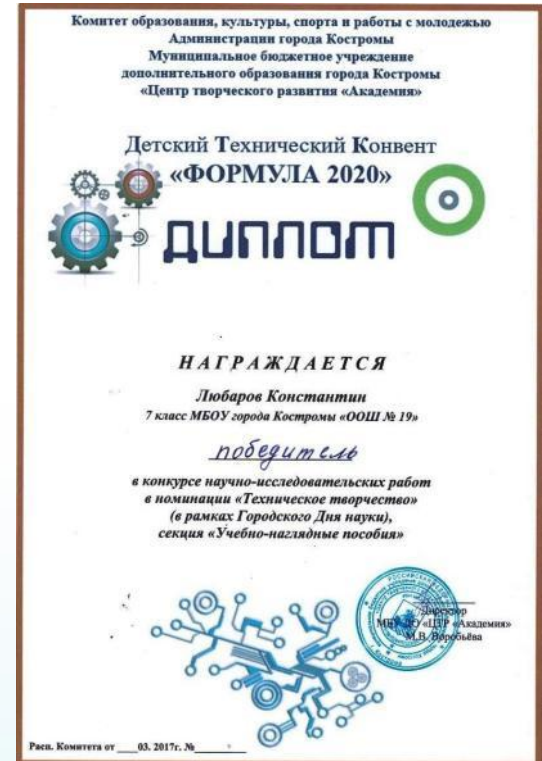 Комитет образования, культуры, спорта и работы с молодежью
Администрации города Костромы
Муниципальное бюджетное учреждение
дополнительного образования города Костромы
«Центр творческого развития «Академия»
Детский Технический Конвент
«ФОРМУЛА 2020»
ДИПЛОМ
НАГРАЖДАЕТСЯ
Любаров Константин
7 класс МБОУ города Костромы «ООШ № 19»
победитель
в конкурсе научно-исследовательских работ
в номинации «Техническое творчество»
(в рамках Городского Дня науки),
секция «Учебно-наглядные пособия»
Директор
МБУ ДО «ЦТР «Академия»
М.В. Воробьёва
Расп. Комитета от ____03. 2017г. №________